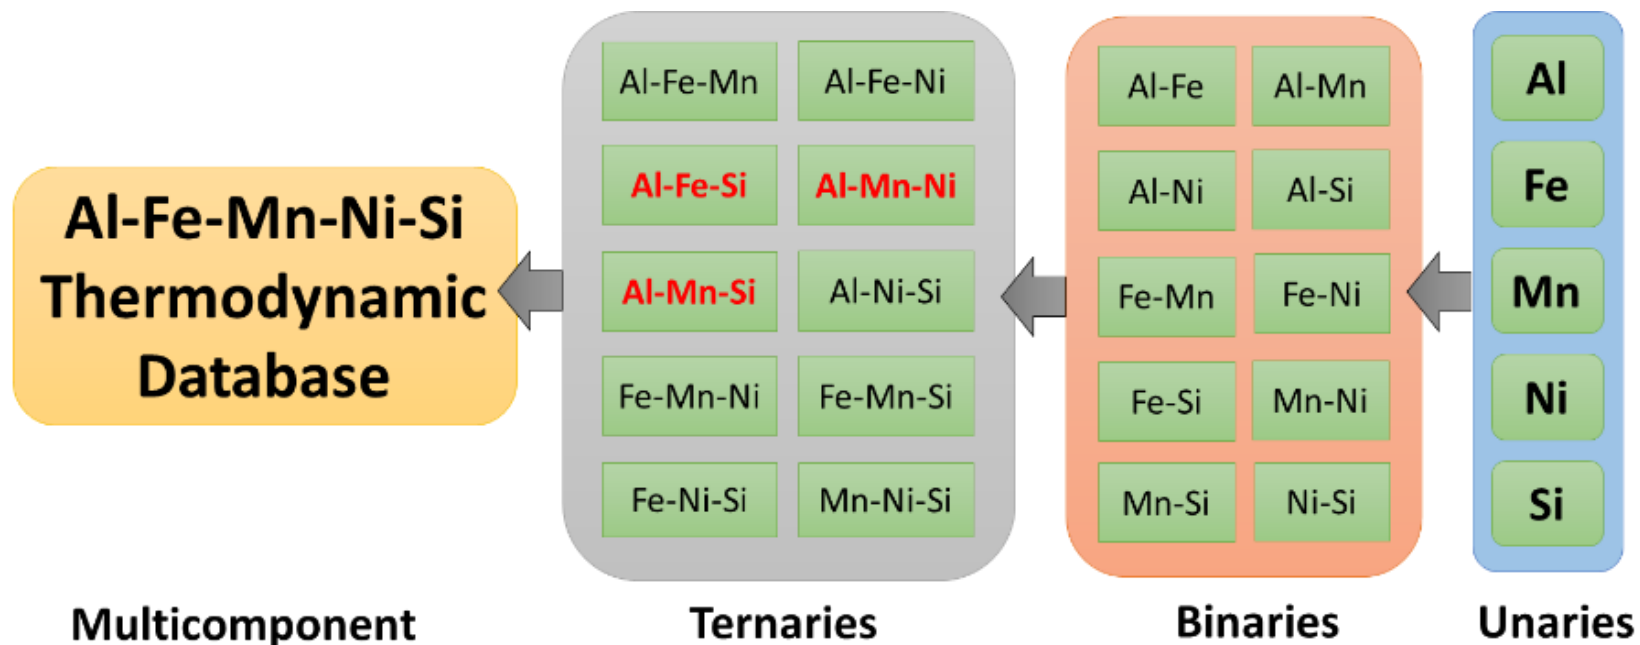 Al-Fe-Mn-Ni-Si
Thermodynamic
Database
Multicomponent
Al-Fe-Mn
Al-Fe-Ni
Al-Fe-Si
Al-Mn-Ni
Al-Mn-Si
Al-Ni-Si
Fe-Mn-Ni
Fe-Mn-Si
Fe-Ni-Si
Mn-Ni-Si
Ternaries
Al-Fe
Al-Mn
Al-Ni
Al-Si
Fe-Mn
Fe-Ni
Fe-Si
Mn-Ni
Mn-Si
Ni-Si
Binaries
Al
Fe
Mn
Ni
Si
Unaries